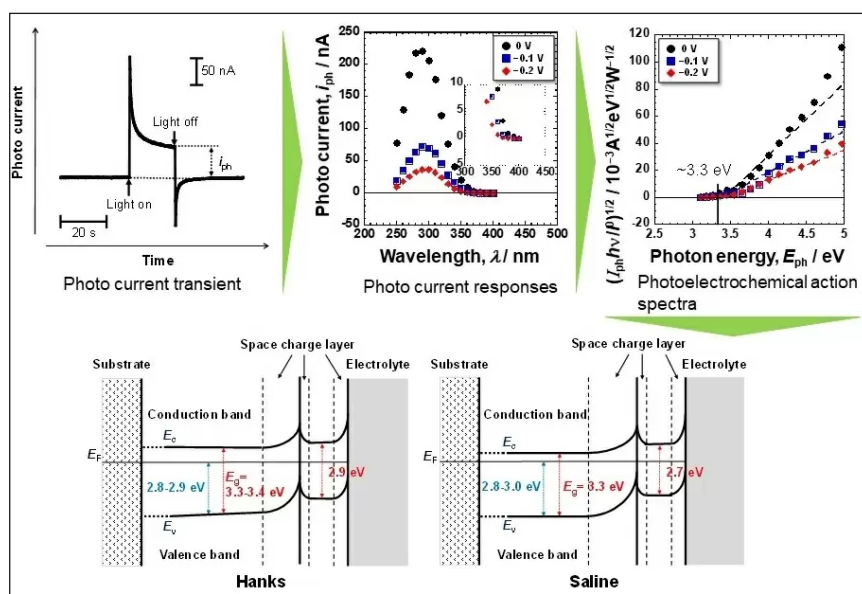 Photo current
50 nA
Light off
iph
Light on
20 s
Time
Photo current transient
Photo current, iph / nA
250
200
150
100
50
0
-50
0 V
−0.1 V
−0.2 V
10
5
0
300 350 400 450
200 250 300 350 400 450
Wavelength, λ / nm
Photo current responses
(Iphhν/I⁰)1/2 / 10−3A1/2eV1/2W−1/2
120
100
80
60
40
20
0
-20
0 V
−0.1 V
−0.2 V
~3.3 eV
2.5 3 3.5 4 4.5 5
Photon energy, Eph / eV
Photoelectrochemical action
spectra
Space charge layer
Substrate
Electrolyte
Conduction band
Ec
EF
2.8-2.9 eV
Eg=
3.3-3.4 eV
2.9 eV
Ev
Valence band
Hanks
Space charge layer
Substrate
Electrolyte
Conduction band
Ec
EF
2.8-3.0 eV
Eg= 3.3 eV
2.7 eV
Ev
Valence band
Saline